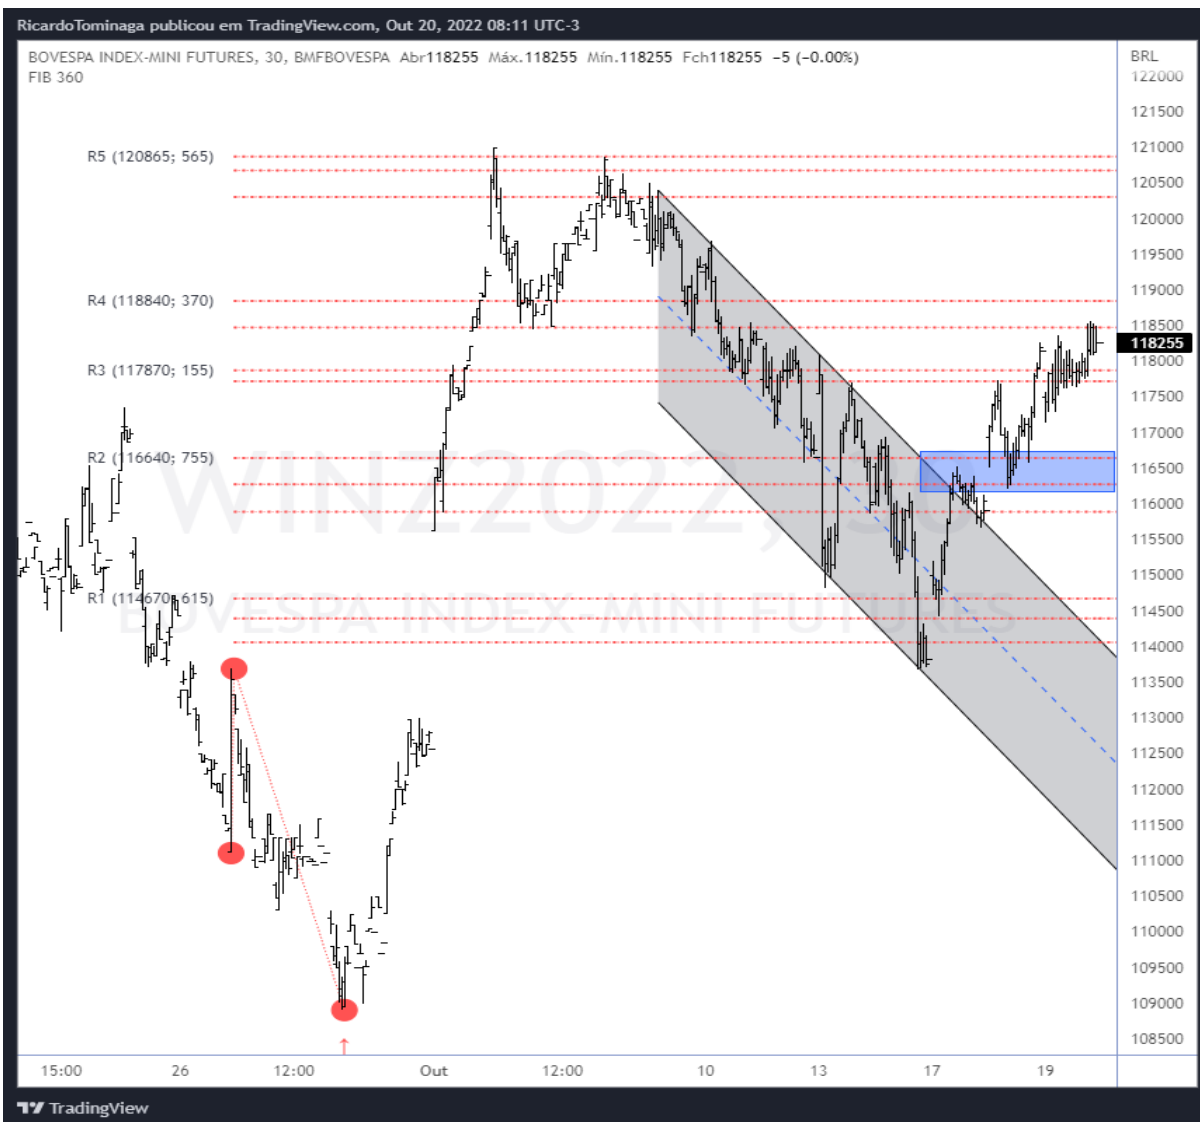 RicardoTominaga publicou em TradingView.com, Out 20, 2022 08:11 UTC-3
BOVESPA INDEX-MINI FUTURES, 30, BMFBOVESPA Abr118255 Máx.118255 Mín.118255 Fch118255 −5 (−0.00%)
FIB 360
BRL
122000
121500
121000
120500
120000
119500
119000
118500
118255
118000
117500
117000
116500
116000
115500
115000
114500
114000
113500
113000
112500
112000
111500
111000
110500
110000
109500
109000
108500
R5 (120865; 565)
R4 (118840; 370)
R3 (117870; 155)
R2 (116640; 755)
R1 (114670; 615)
WINZ2022, 30
BOVESPA INDEX-MINI FUTURES
15:00 26 12:00 Out 12:00 10 13 17 19
TradingView